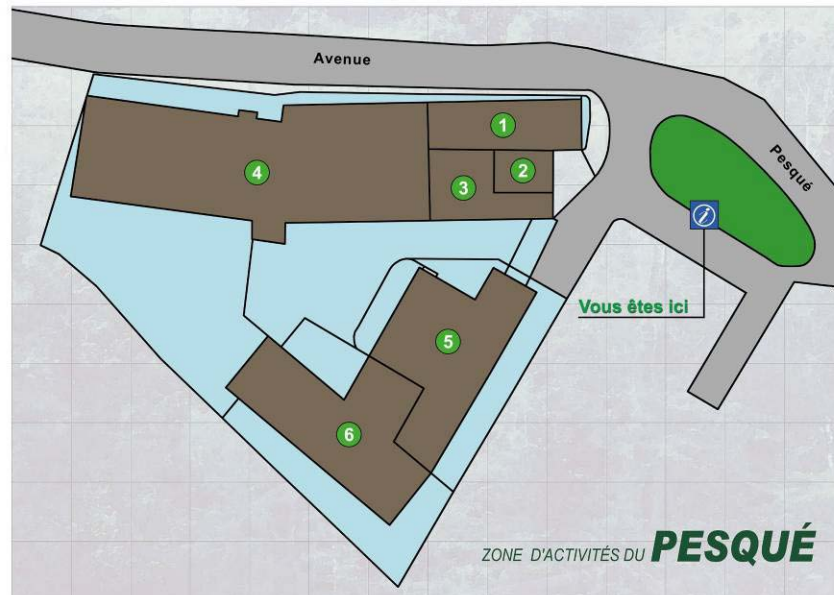 Avenue
Pesqué
1
2
3
4
i
Vous êtes ici
5
6
ZONE D'ACTIVITÉS DU PESQUÉ